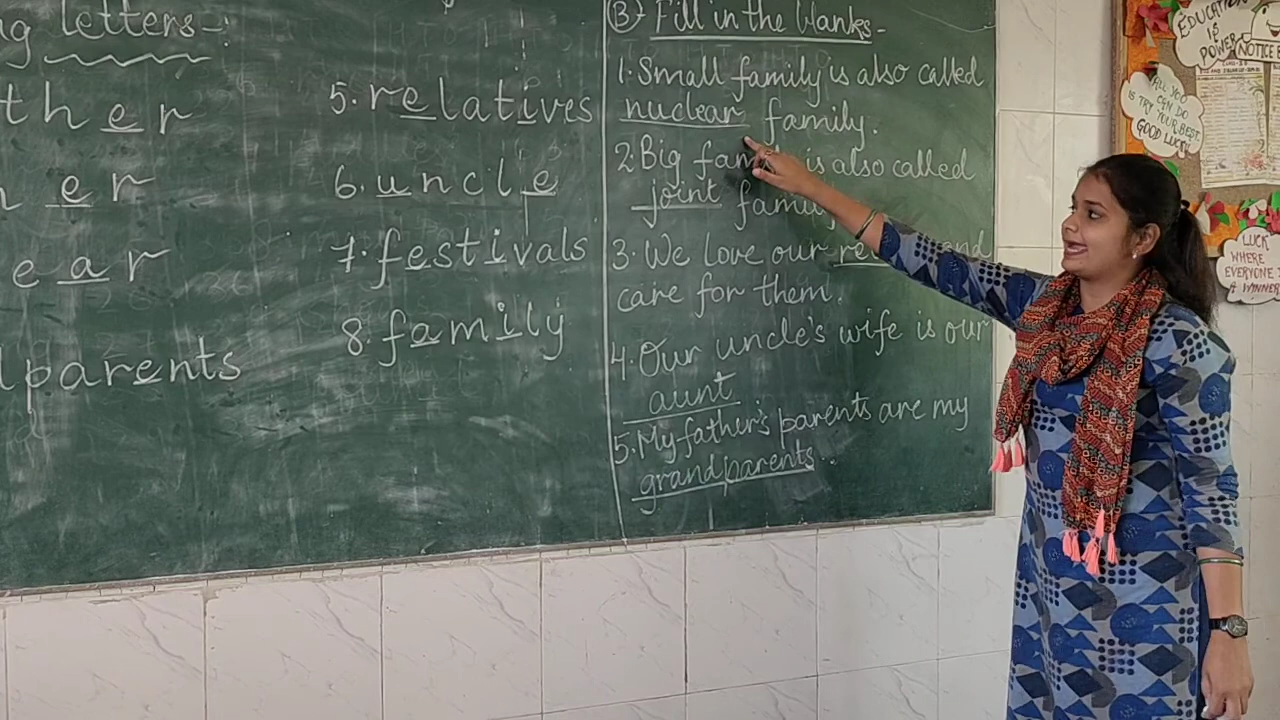 letters-:
ther
er
ear
parents
5. relatives
6. uncle
7. festivals
8. family
(B) Fill in the blanks-
1. Small family is also called
nuclear family.
2. Big is also called
joint
3. We love our
care for them.
4. Our uncle's wife is our
aunt.
5. My father's parents are my
grandparents.
EDUCATION
IS
POWER
NOTICE
ALL YOU
CAN DO
IS TRY YOUR BEST
GOOD LUCK!
LUCK
WHERE
EVERYONE IS
A WINNER